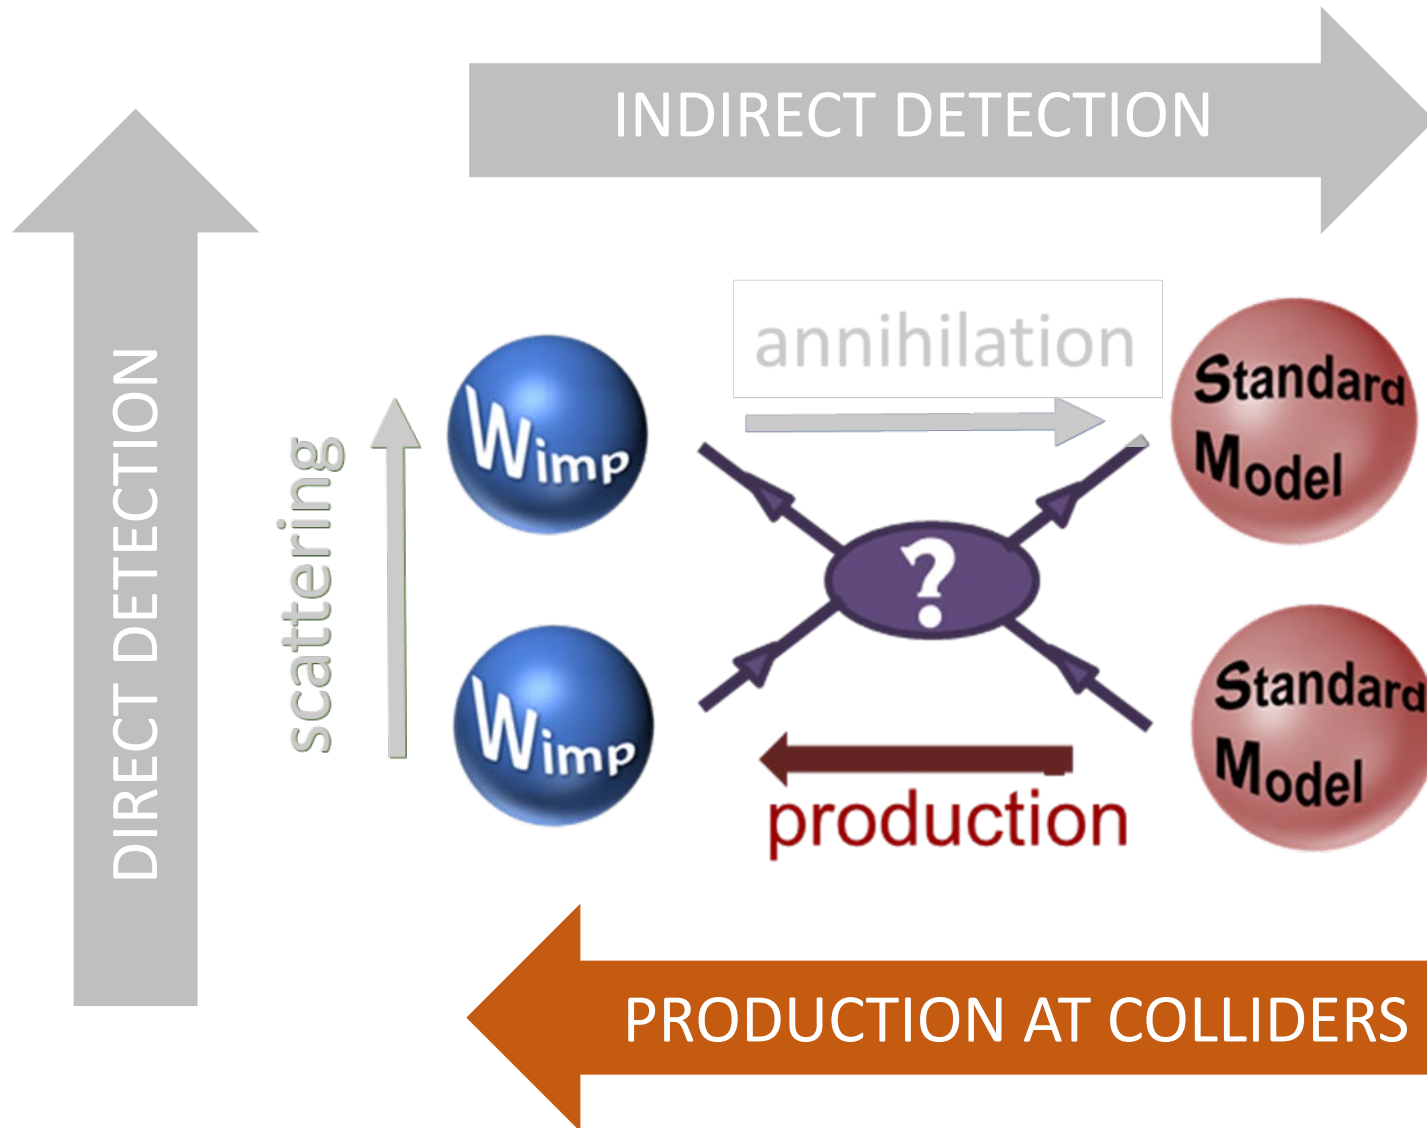 INDIRECT DETECTION
DIRECT DETECTION
scattering
annihilation
Wimp
Standard
Model
?
Wimp
Standard
Model
production
PRODUCTION AT COLLIDERS